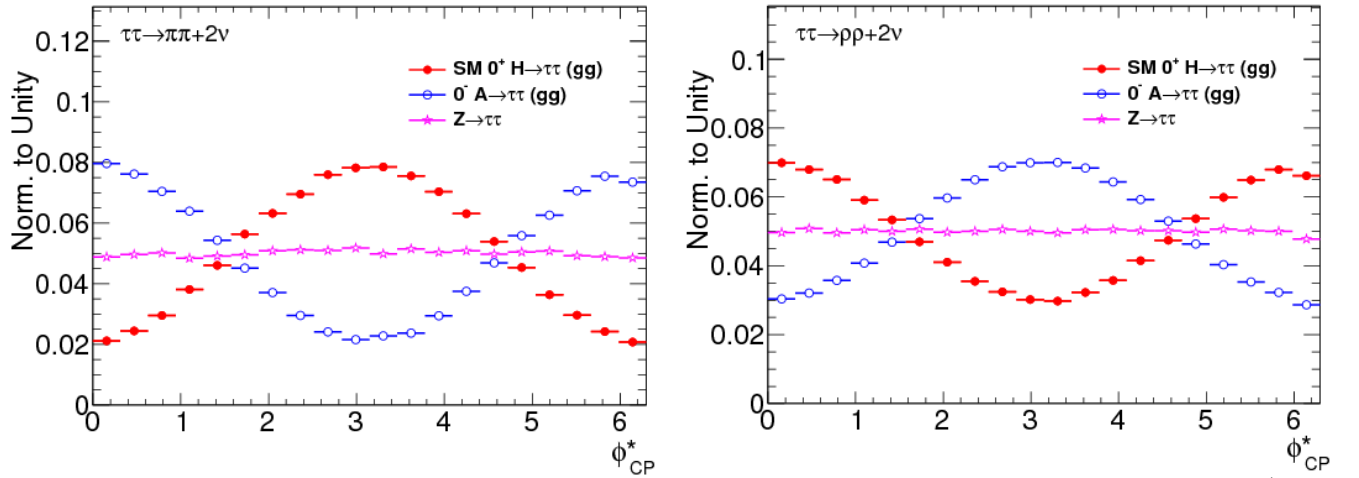 ττ→ππ+2ν
SM 0⁺ H→ττ (gg)
0⁻ A→ττ (gg)
Z→ττ
Norm. to Unity
0.12
0.1
0.08
0.06
0.04
0.02
0
0 1 2 3 4 5 6
ϕ*CP
ττ→ρρ+2ν
SM 0⁺ H→ττ (gg)
0⁻ A→ττ (gg)
Z→ττ
Norm. to Unity
0.1
0.08
0.06
0.04
0.02
0
0 1 2 3 4 5 6
ϕ*CP